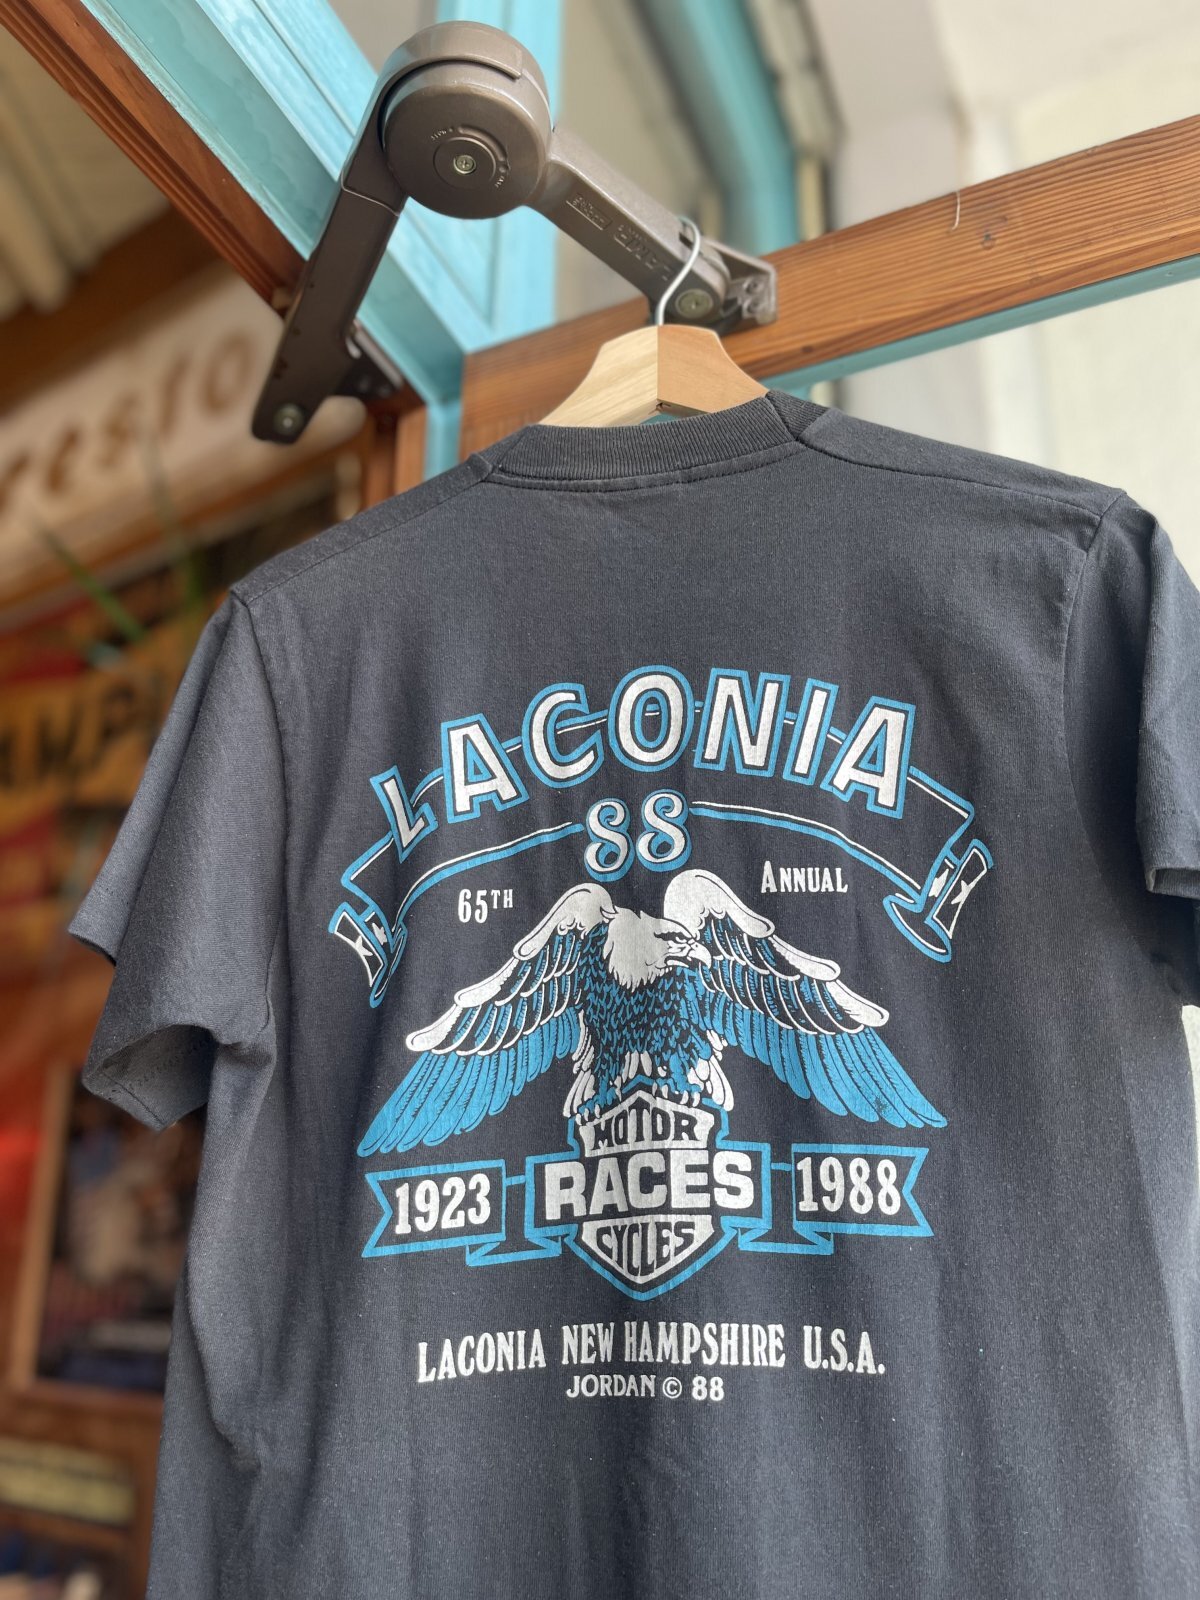 LACONIA
88
65TH ANNUAL
MOTOR
1923 RACES 1988
CYCLES
LACONIA NEW HAMPSHIRE U.S.A.
JORDAN © 88